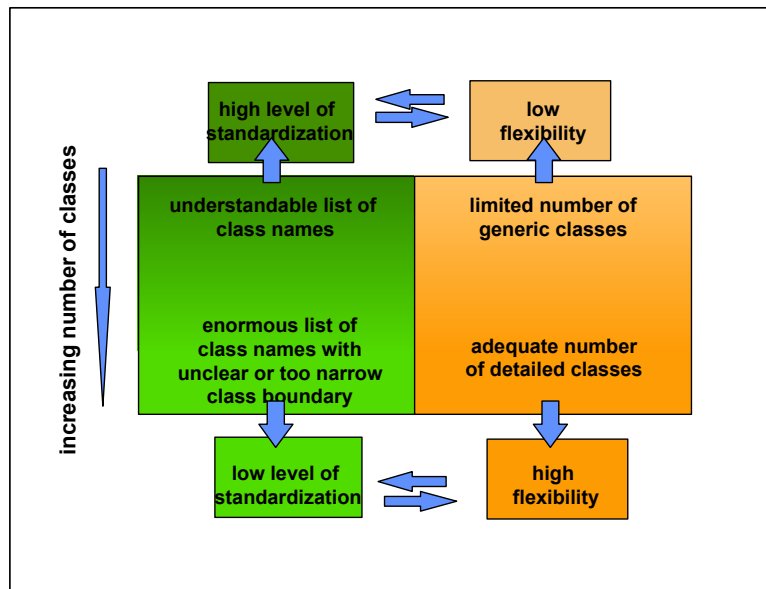 high level of
standardization
low
flexibility
increasing number of classes
understandable list of
class names
limited number of
generic classes
enormous list of
class names with
unclear or too narrow
class boundary
adequate number
of detailed classes
low level of
standardization
high
flexibility